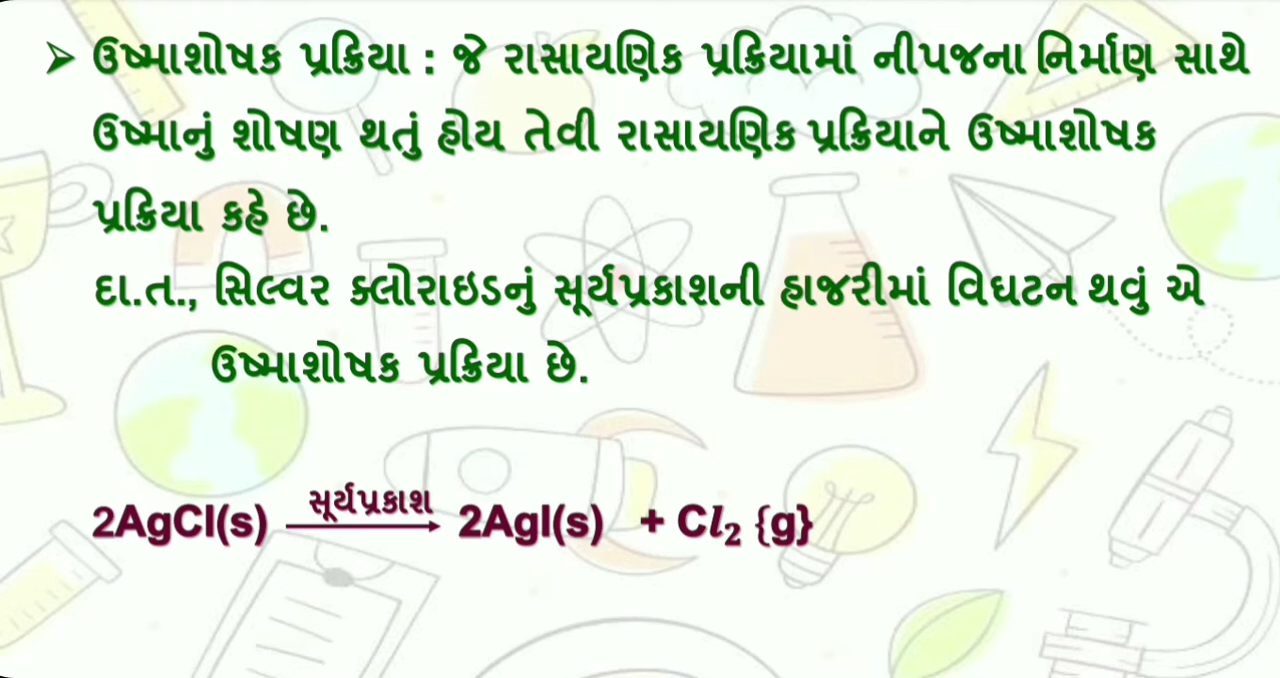 ➢ ઉષ્માશોષક પ્રક્રિયા : જે રાસાયણિક પ્રક્રિયામાં નીપજના નિર્માણ સાથે
ઉષ્માનું શોષણ થતું હોય તેવી રાસાયણિક પ્રક્રિયાને ઉષ્માશોષક
પ્રક્રિયા કહે છે.
દા.ત., સિલ્વર ક્લોરાઇડનું સૂર્યપ્રકાશની હાજરીમાં વિઘટન થવું એ
ઉષ્માશોષક પ્રક્રિયા છે.
2AgCl(s) સૂર્યપ્રકાશ → 2AgI(s) + Cl₂ {g}